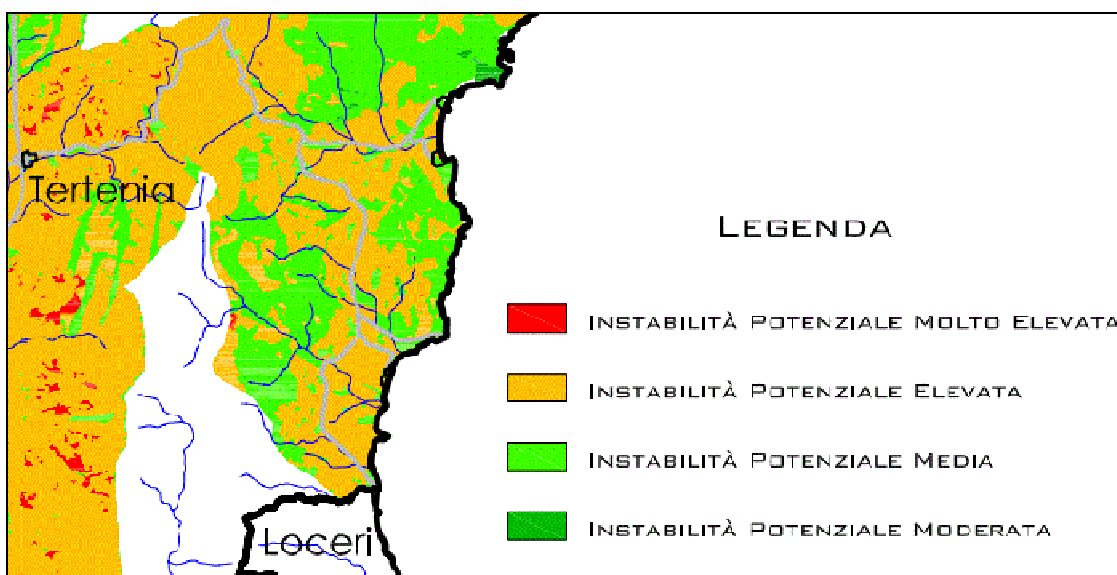 Tertenia
Loceri
LEGENDA
INSTABILITÀ POTENZIALE MOLTO ELEVATA
INSTABILITÀ POTENZIALE ELEVATA
INSTABILITÀ POTENZIALE MEDIA
INSTABILITÀ POTENZIALE MODERATA